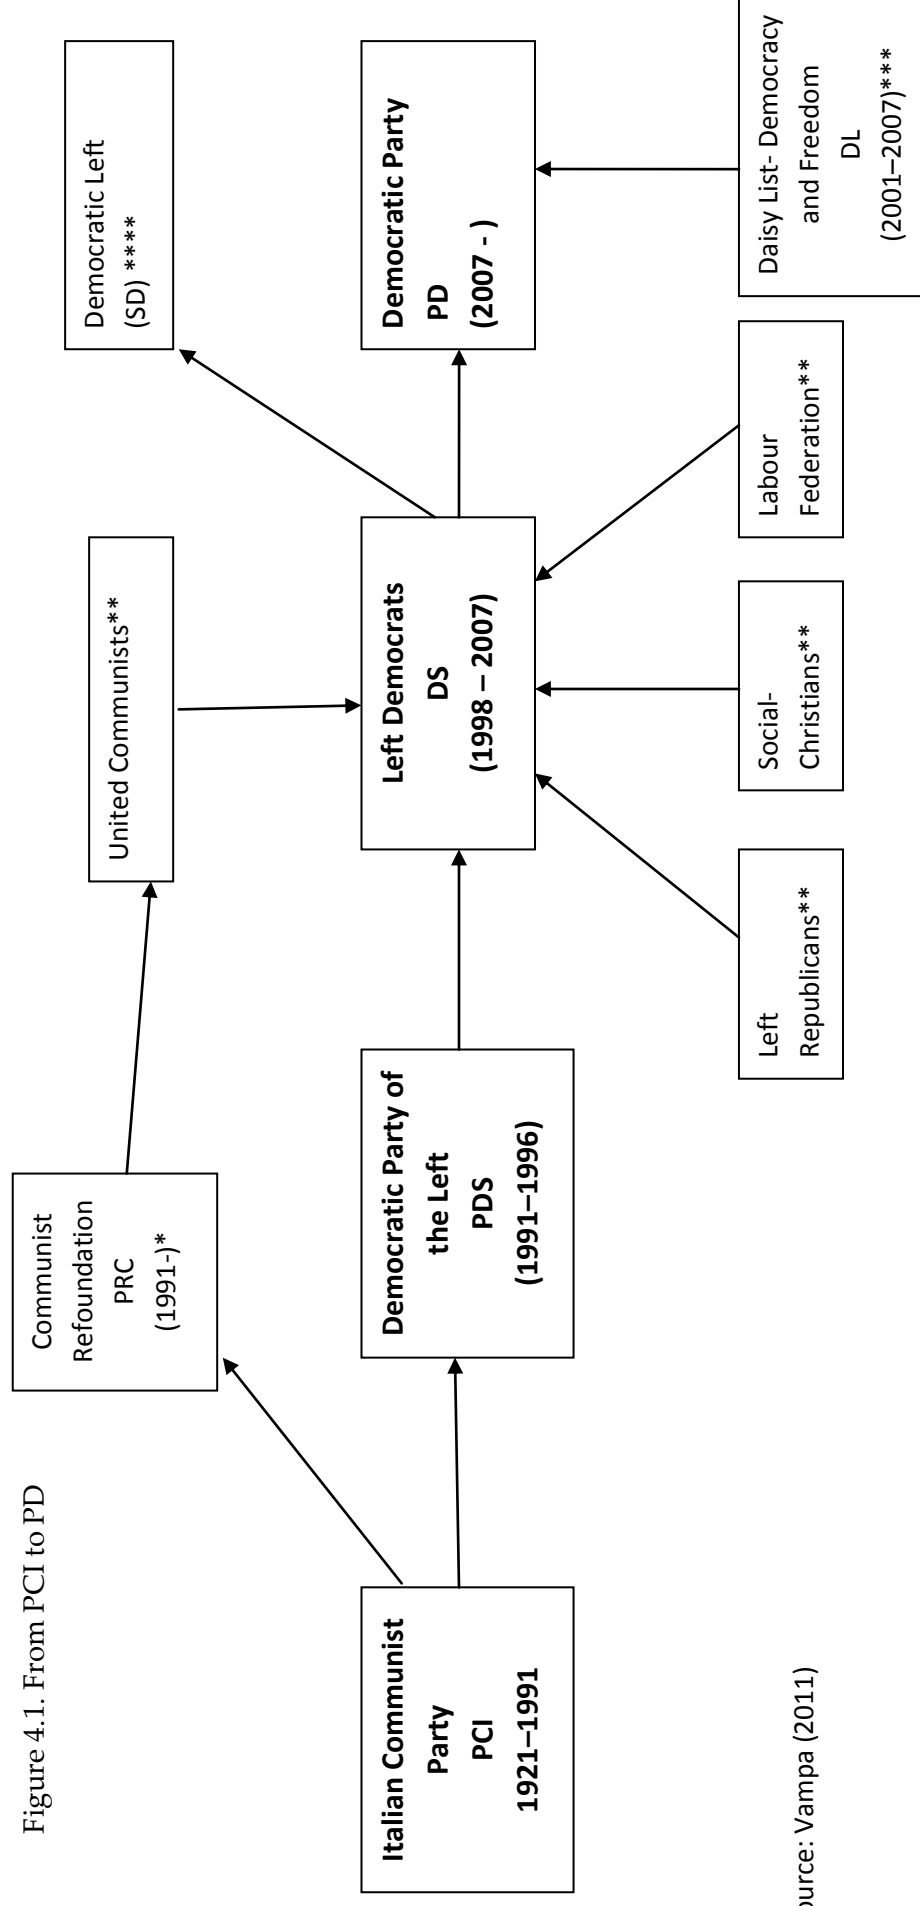 Figure 4.1. From PCI to PD
Communist
Refoundation
PRC
(1991-)*
United Communists**
Democratic Left
(SD) ****
Italian Communist
Party
PCI
1921–1991
Democratic Party of
the Left
PDS
(1991–1996)
Left Democrats
DS
(1998 – 2007)
Democratic Party
PD
(2007 - )
Left
Republicans**
Social-
Christians**
Labour
Federation**
Daisy List- Democracy
and Freedom
DL
(2001–2007)***
ource: Vampa (2011)